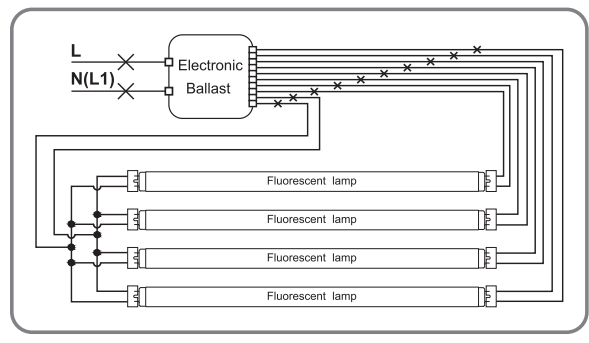 L
N(L1)
Electronic
Ballast
Fluorescent lamp
Fluorescent lamp
Fluorescent lamp
Fluorescent lamp